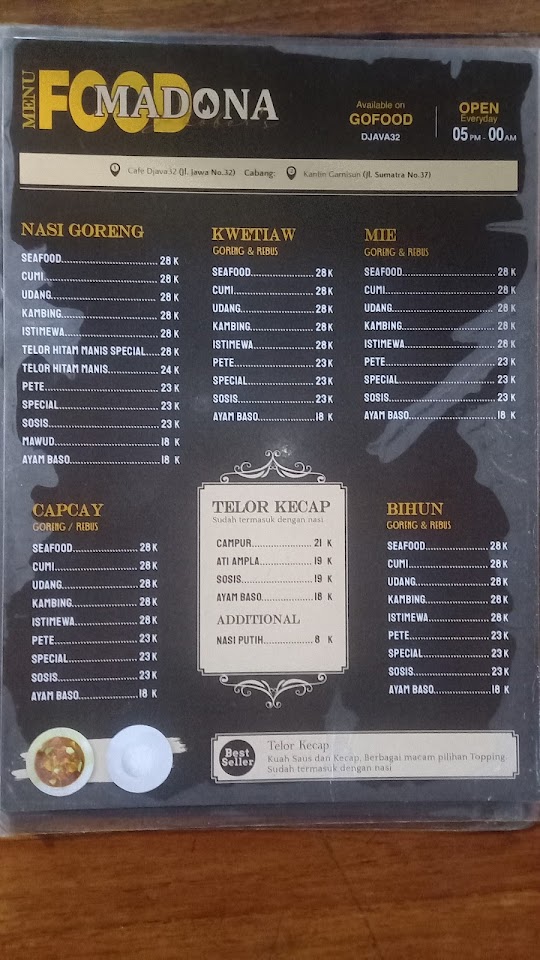 MENU
FOOD
MADONA
Available on
GOFOOD
DJAVA32
OPEN
Everyday
05 PM - 00 AM
Cafe Djava32 (Jl. Jawa No.32) Cabang: Kantin Garnisun (Jl. Sumatra No.37)
NASI GORENG
SEAFOOD 28 K
CUMI 28 K
UDANG 28 K
KAMBING 28 K
ISTIMEWA 28 K
TELOR HITAM MANIS SPECIAL 28 K
TELOR HITAM MANIS 24 K
PETE 23 K
SPECIAL 23 K
SOSIS 23 K
MAWUD 18 K
AYAM BASO 18 K
KWETIAW
GORENG & REBUS
SEAFOOD 28 K
CUMI 28 K
UDANG 28 K
KAMBING 28 K
ISTIMEWA 28 K
PETE 23 K
SPECIAL 23 K
SOSIS 23 K
AYAM BASO 18 K
MIE
GORENG & REBUS
SEAFOOD 28 K
CUMI 28 K
UDANG 28 K
KAMBING 28 K
ISTIMEWA 28 K
PETE 23 K
SPECIAL 23 K
SOSIS 23 K
AYAM BASO 18 K
CAPCAY
GORENG / REBUS
SEAFOOD 28 K
CUMI 28 K
UDANG 28 K
KAMBING 28 K
ISTIMEWA 28 K
PETE 23 K
SPECIAL 23 K
SOSIS 23 K
AYAM BASO 18 K
TELOR KECAP
Sudah termasuk dengan nasi
CAMPUR 21 K
ATI AMPLA 19 K
SOSIS 19 K
AYAM BASO 18 K
ADDITIONAL
NASI PUTIH 8 K
BIHUN
GORENG & REBUS
SEAFOOD 28 K
CUMI 28 K
UDANG 28 K
KAMBING 28 K
ISTIMEWA 28 K
PETE 23 K
SPECIAL 23 K
SOSIS 23 K
AYAM BASO 18 K
Best Seller
Telor Kecap
Kuah Saus dan Kecap, Berbagai macam pilihan Topping.
Sudah termasuk dengan nasi